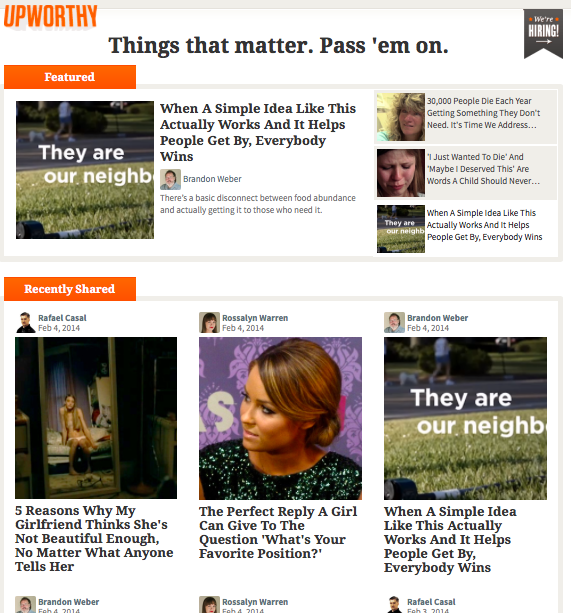 UPWORTHY
We're
HIRING!
Things that matter. Pass 'em on.
Featured
They are
our neighb
When A Simple Idea Like This
Actually Works And It Helps
People Get By, Everybody
Wins
Brandon Weber
There's a basic disconnect between food abundance
and actually getting it to those who need it.
30,000 People Die Each Year
Getting Something They Don't
Need. It's Time We Address...
'I Just Wanted To Die' And
'Maybe I Deserved This' Are
Words A Child Should Never...
They are
our neighb
When A Simple Idea Like This
Actually Works And It Helps
People Get By, Everybody Wins
Recently Shared
Rafael Casal
Feb 4, 2014
5 Reasons Why My
Girlfriend Thinks She's
Not Beautiful Enough,
No Matter What Anyone
Tells Her
Rossalyn Warren
Feb 4, 2014
AS
The Perfect Reply A Girl
Can Give To The
Question 'What's Your
Favorite Position?'
Brandon Weber
Feb 4, 2014
They are
our neighb
When A Simple Idea
Like This Actually
Works And It Helps
People Get By,
Everybody Wins
Brandon Weber
Feb 4, 2014
Rossalyn Warren
Feb 4, 2014
Rafael Casal
Feb 3, 2014